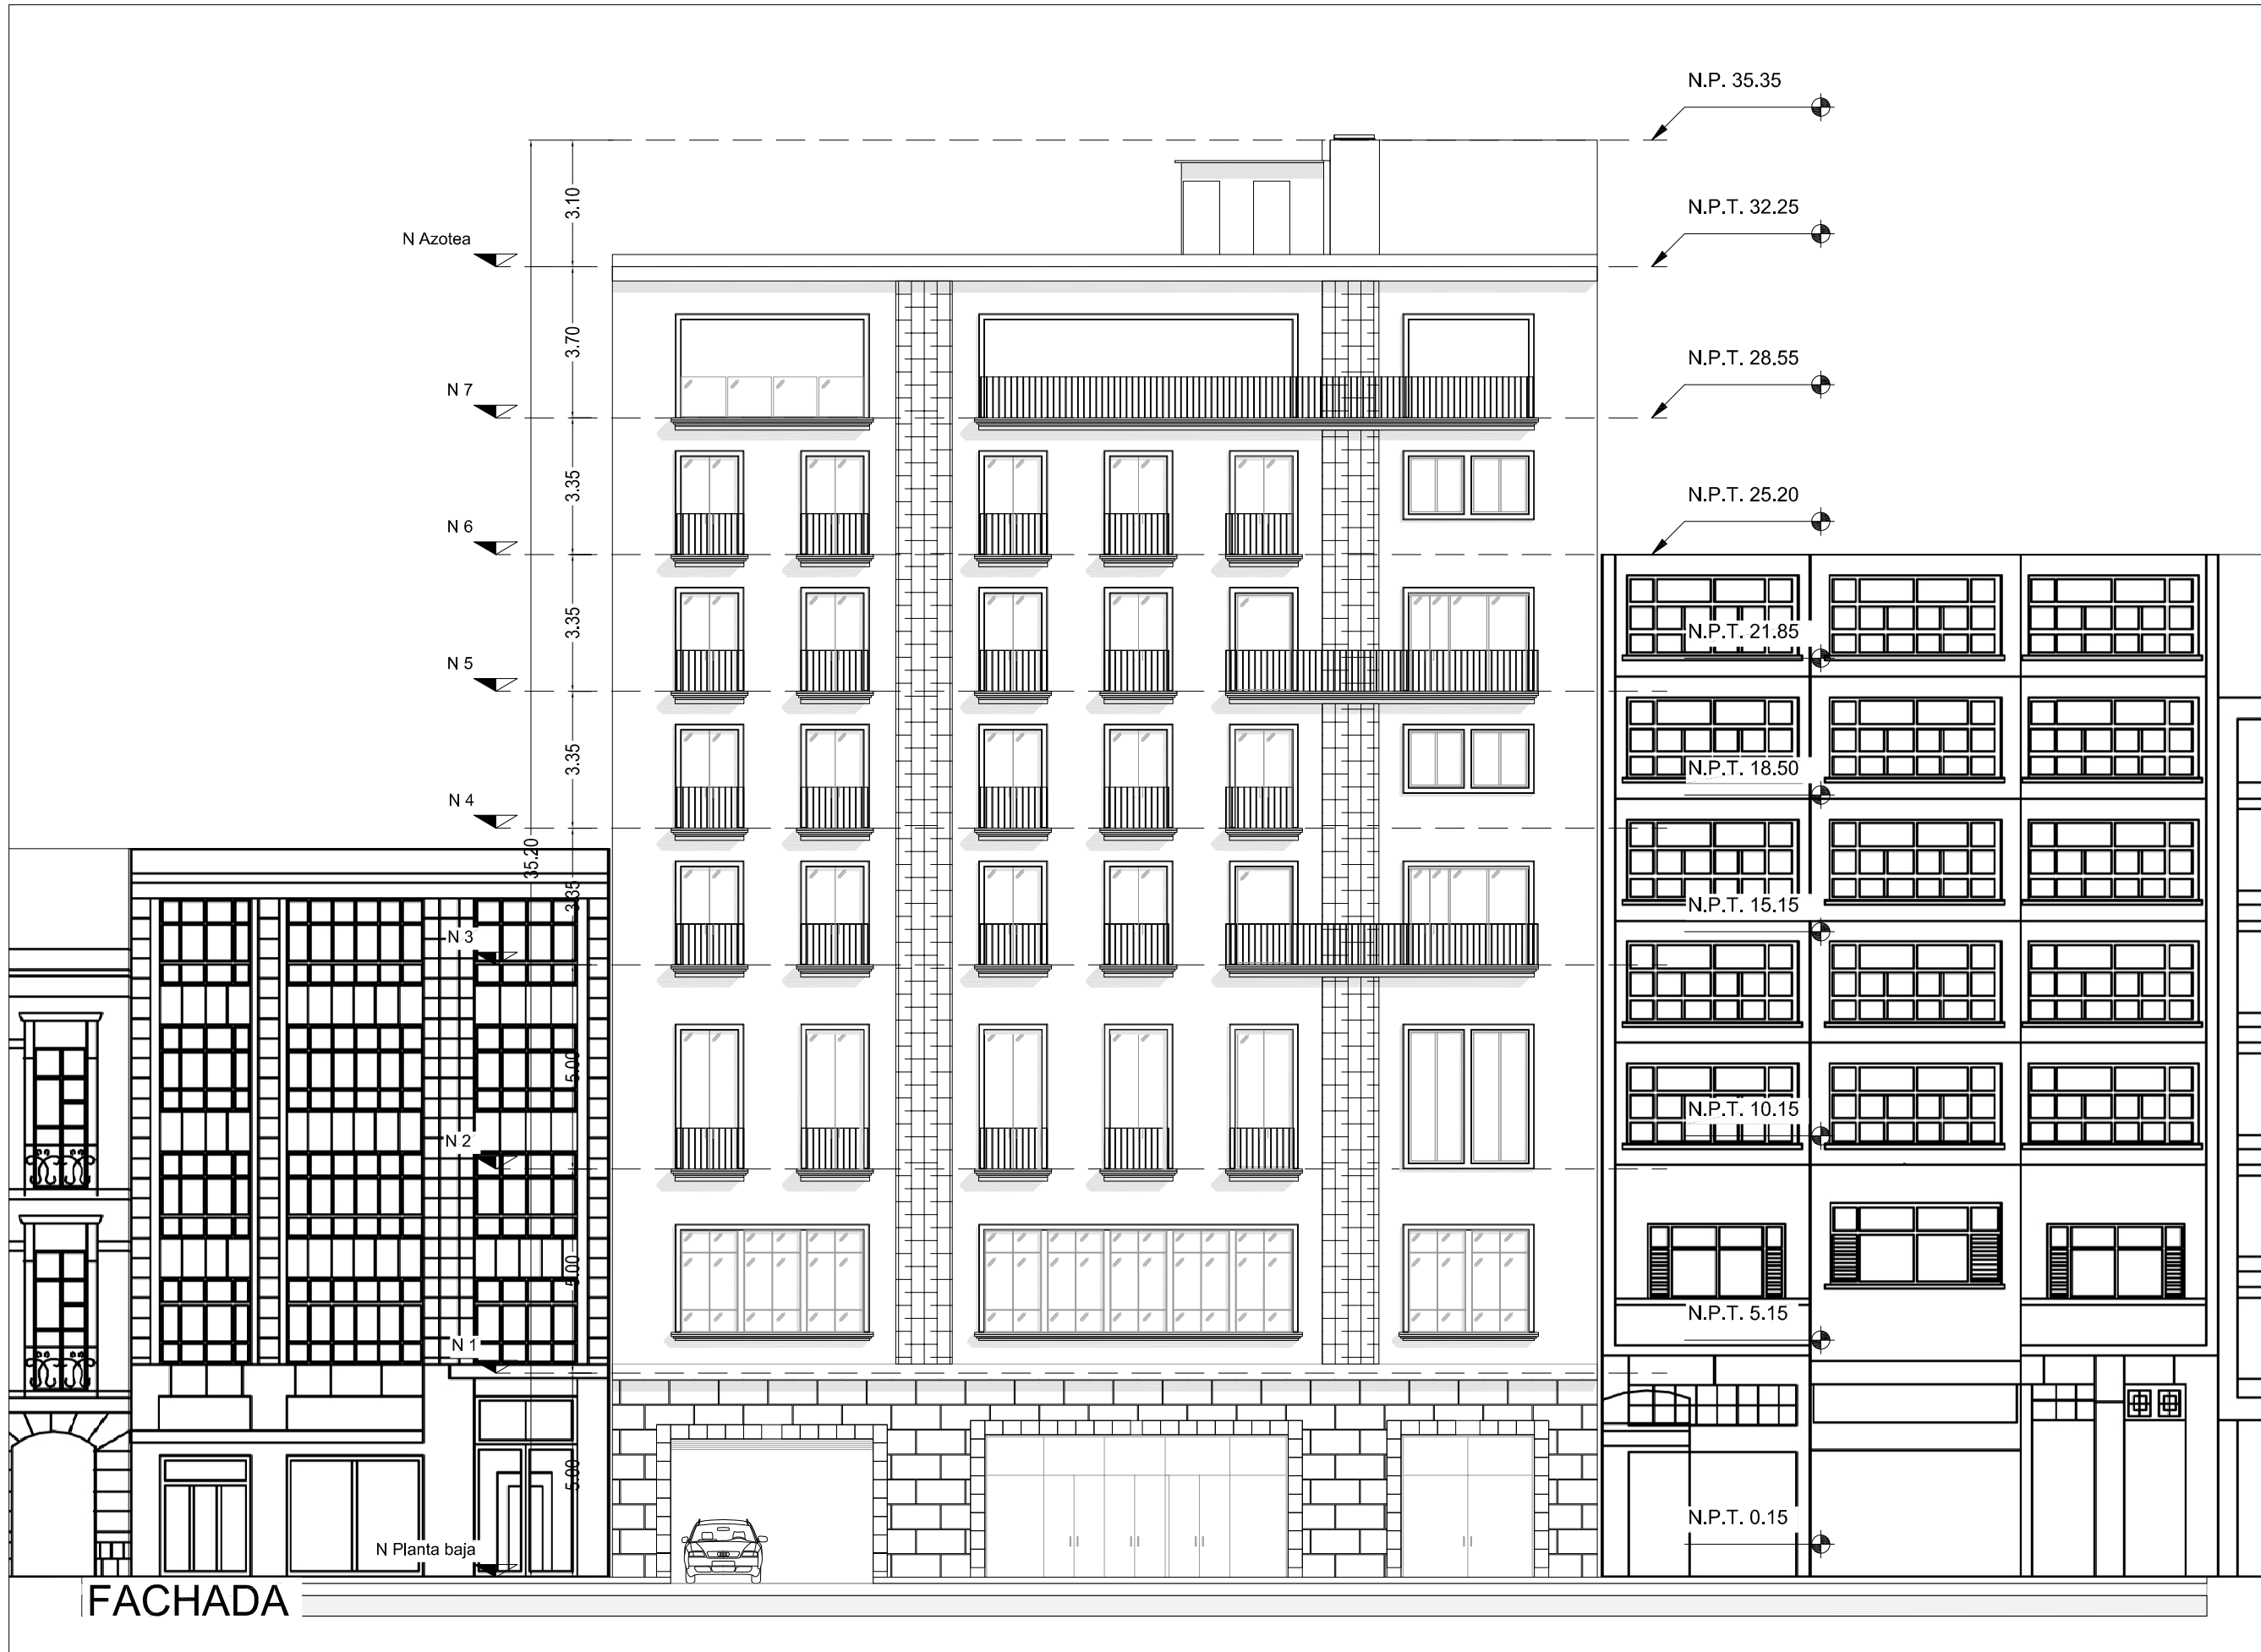 N.P. 35.35
3.10
N.P.T. 32.25
N Azotea
3.70
N.P.T. 28.55
N 7
3.35
N.P.T. 25.20
N 6
3.35
N.P.T. 21.85
N 5
3.35
N.P.T. 18.50
N 4
35.20
3.35
N.P.T. 15.15
N 3
5.00
N.P.T. 10.15
N 2
5.00
N.P.T. 5.15
N 1
5.00
N.P.T. 0.15
N Planta baja
FACHADA